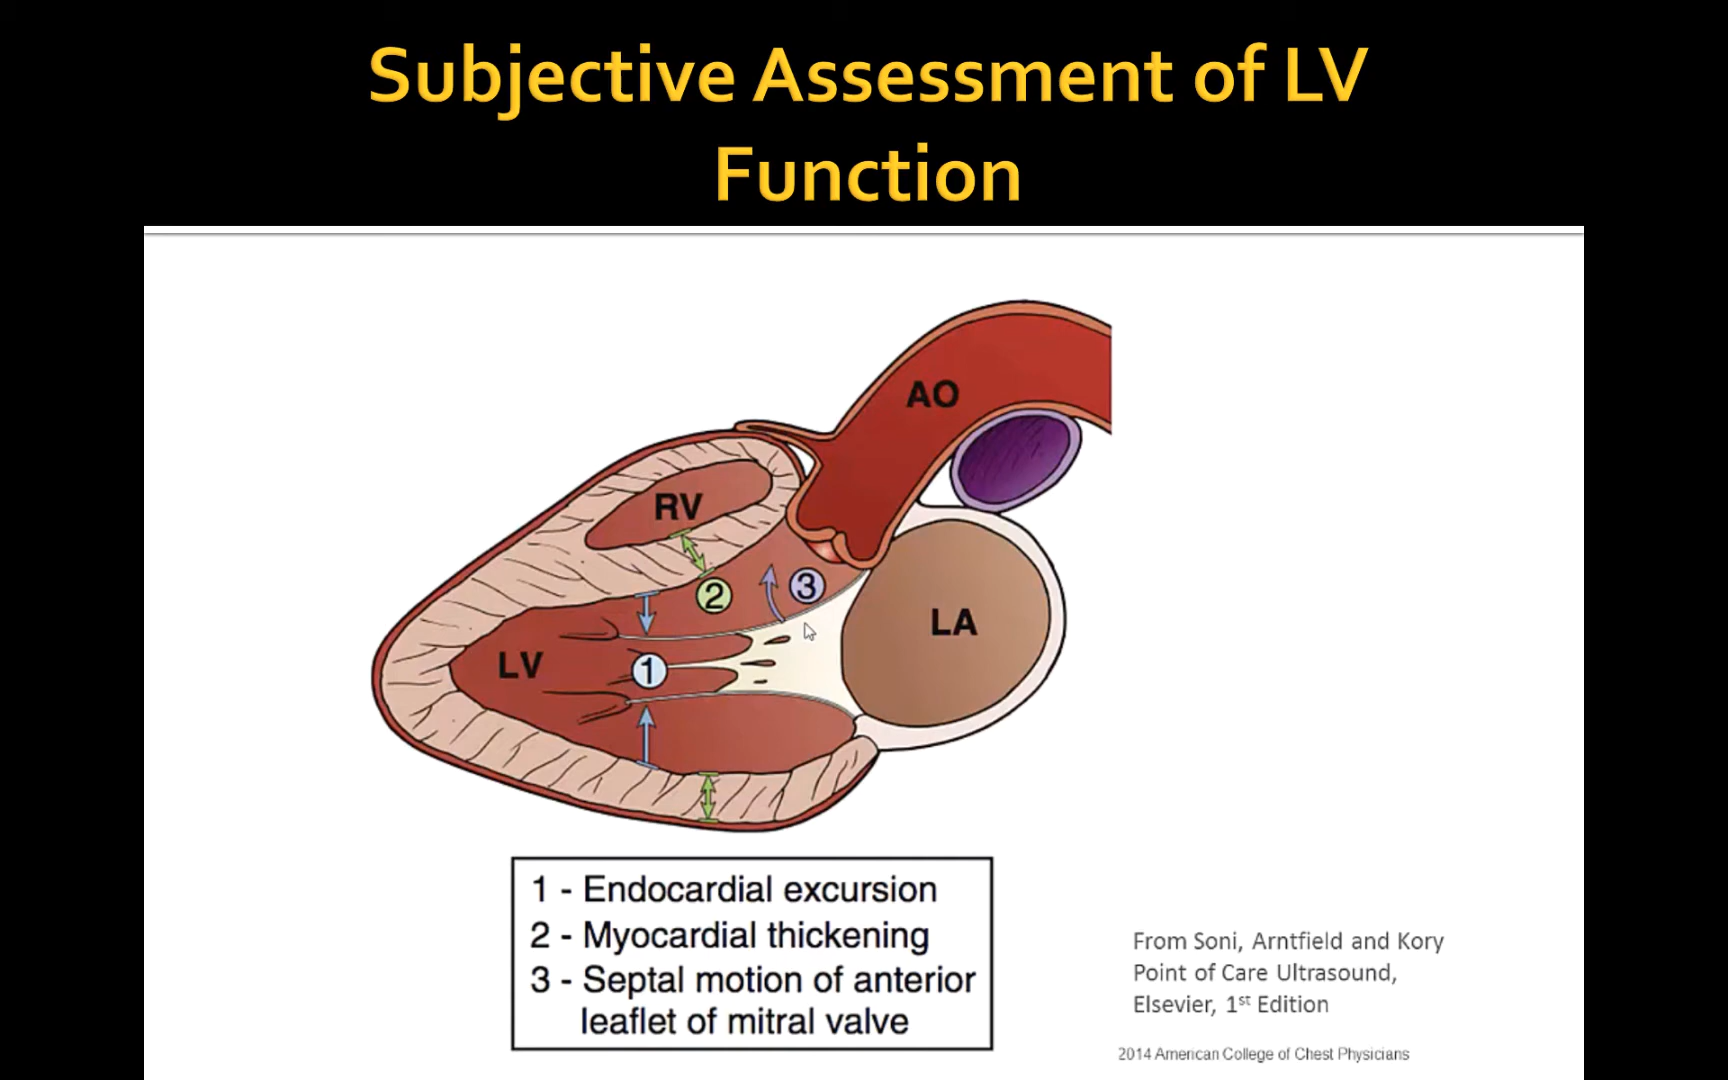 Subjective Assessment of LV
Function
AO
RV
2
3
LA
LV
1
1 - Endocardial excursion
2 - Myocardial thickening
3 - Septal motion of anterior
leaflet of mitral valve
From Soni, Arntfield and Kory
Point of Care Ultrasound,
Elsevier, 1st Edition
2014 American College of Chest Physicians